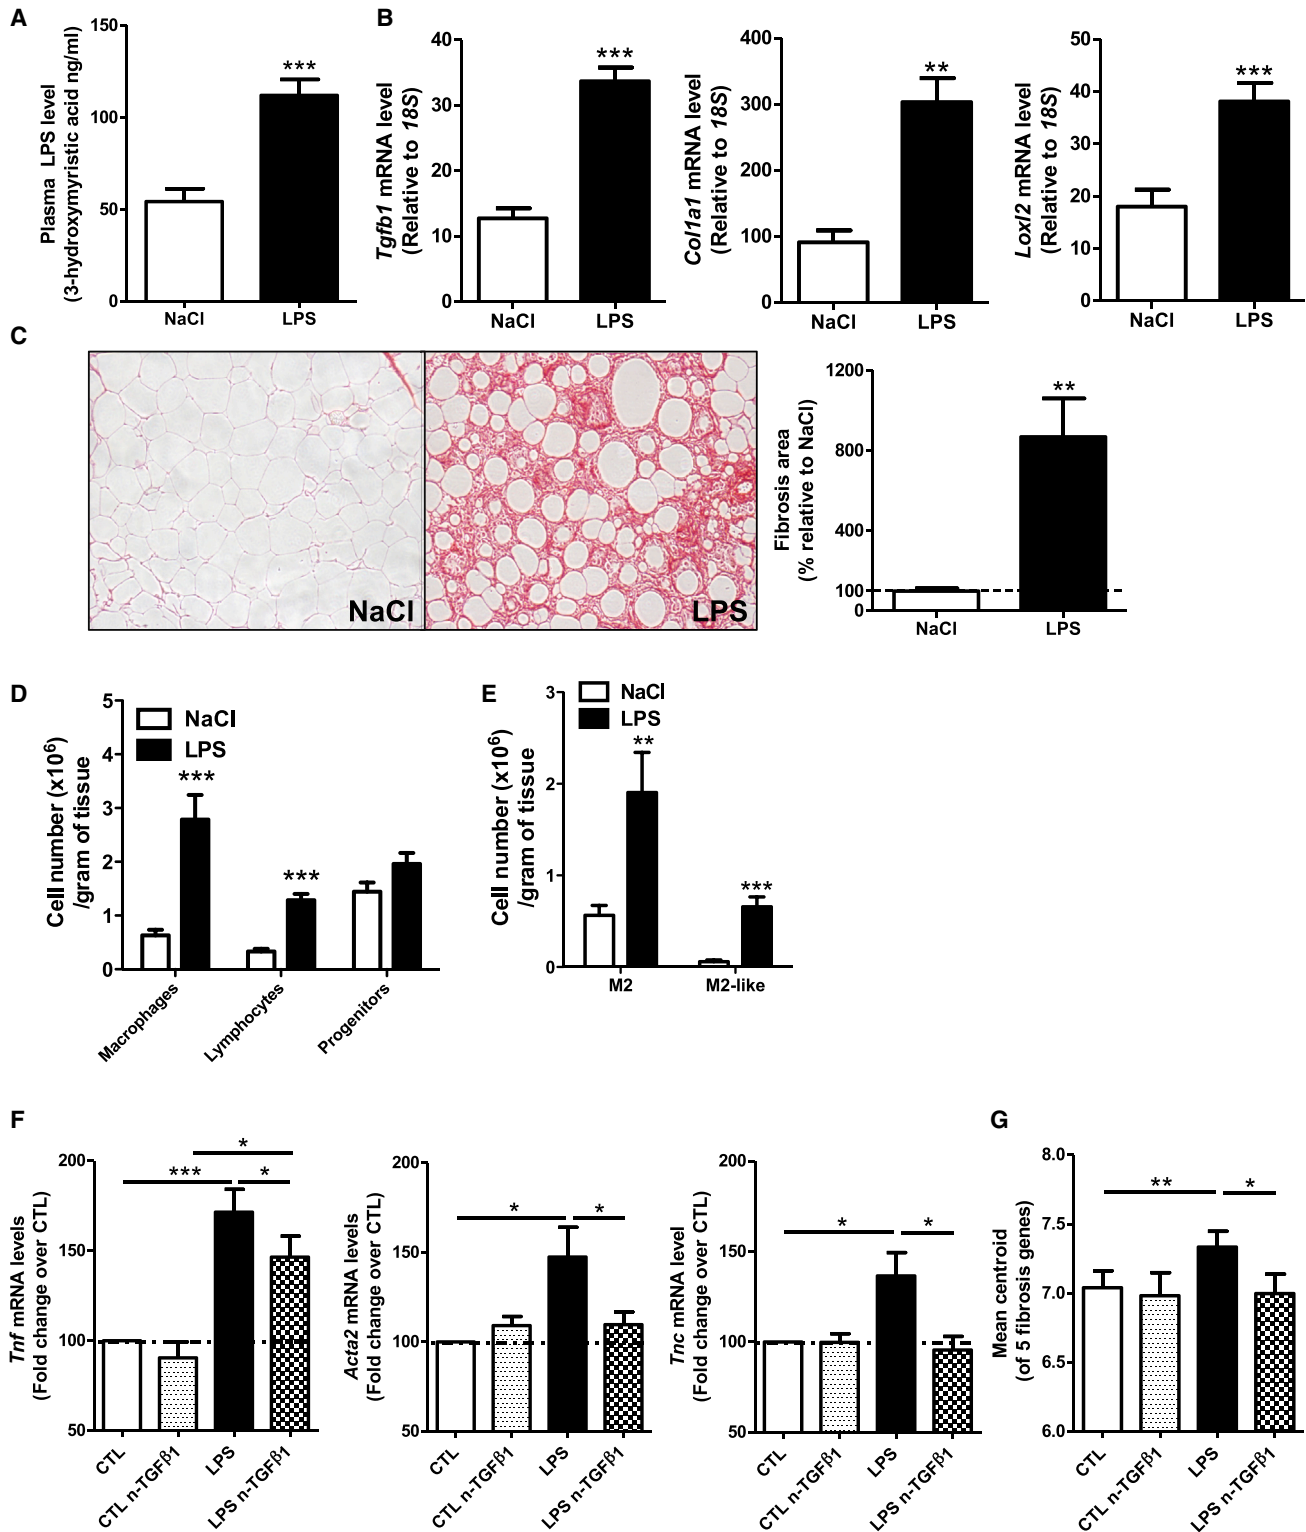 A
Plasma LPS level
(3-hydroxymyristic acid ng/ml)
150
100
50
0
***
NaCl
LPS
B
Tgfb1 mRNA level
(Relative to 18S)
40
30
20
10
0
***
NaCl
LPS
Col1a1 mRNA level
(Relative to 18S)
400
300
200
100
0
**
NaCl
LPS
Loxl2 mRNA level
(Relative to 18S)
50
40
30
20
10
0
***
NaCl
LPS
C
NaCl
LPS
Fibrosis area
(% relative to NaCl)
1200
800
400
100
0
**
NaCl
LPS
D
Cell number (x10⁶)
/gram of tissue
5
4
3
2
1
0
NaCl
LPS
***
***
Macrophages
Lymphocytes
Progenitors
E
Cell number (x10⁶)
/gram of tissue
3
2
1
0
NaCl
LPS
**
***
M2
M2-like
F
Tnf mRNA levels
(Fold change over CTL)
200
150
100
50
*
***
*
CTL
CTL n-TGFβ1
LPS
LPS n-TGFβ1
Acta2 mRNA levels
(Fold change over CTL)
200
150
100
50
*
*
CTL
CTL n-TGFβ1
LPS
LPS n-TGFβ1
Tnc mRNA level
(Fold change over CTL)
200
150
100
50
*
*
CTL
CTL n-TGFβ1
LPS
LPS n-TGFβ1
G
Mean centroid
(of 5 fibrosis genes)
8.0
7.5
7.0
6.5
6.0
**
*
CTL
CTL n-TGFβ1
LPS
LPS n-TGFβ1